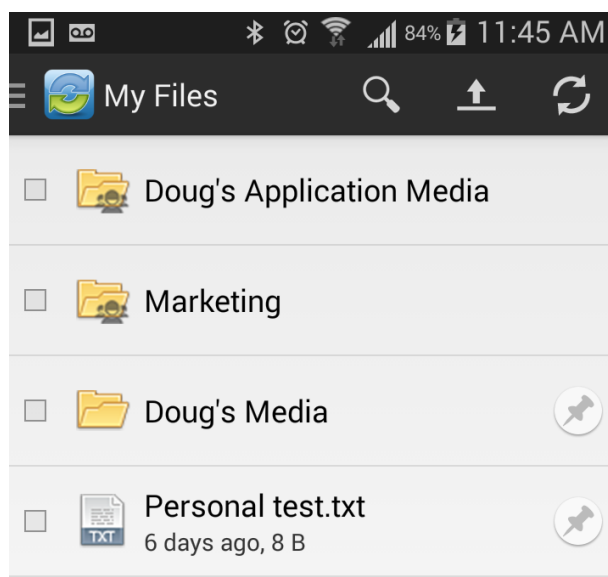 84% 11:45 AM
My Files
Doug's Application Media
Marketing
Doug's Media
Personal test.txt
TXT
6 days ago, 8 B